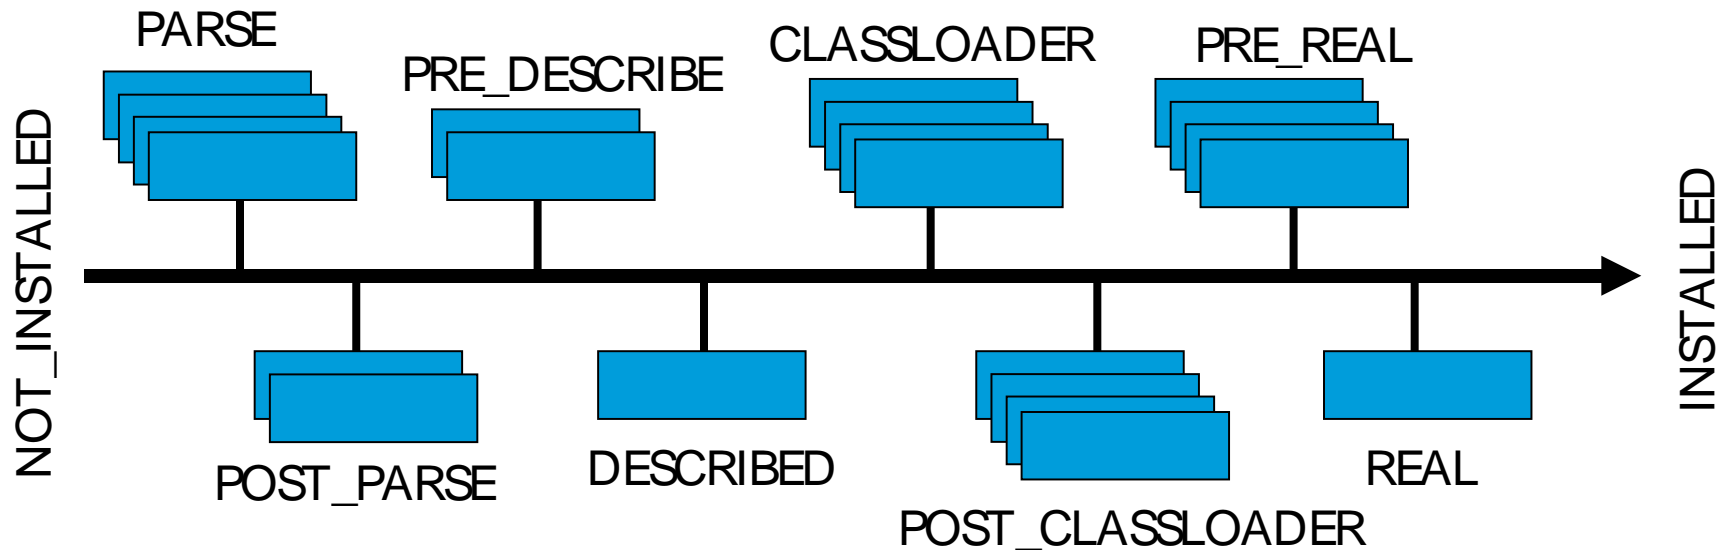 PARSE
PRE_DESCRIBE
CLASSLOADER
PRE_REAL
NOT_INSTALLED
INSTALLED
POST_PARSE
DESCRIBED
POST_CLASSLOADER
REAL